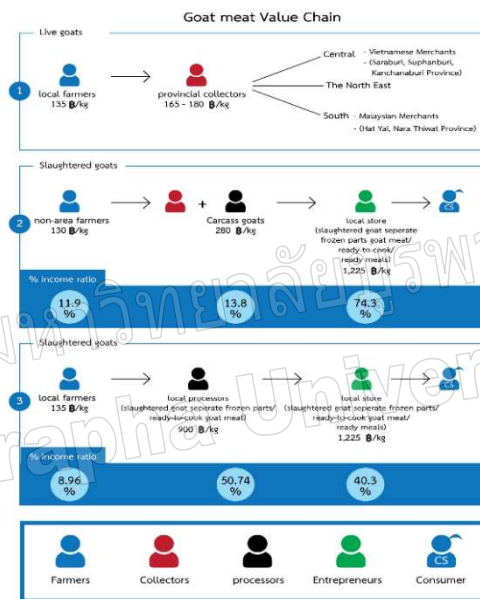 Goat meat Value Chain
Live goats
1
local farmers
135 ฿/kg
provincial collectors
165 - 180 ฿/kg
Central
- Vietnamese Merchants
- (Saraburi, Suphanburi,
Kanchanaburi Province)
The North East
South
- Malaysian Merchants
- (Hat Yai, Nara Thiwat Province)
Slaughtered goats
2
non-area farmers
130 ฿/kg
+
Carcass goats
280 ฿/kg
local store
(slaughtered goat seperate
frozen parts goat meat/
ready-to-cook/
ready meals)
1,225 ฿/kg
CS
% income ratio
11.9
%
13.8
%
74.3
%
Slaughtered goats
3
local farmers
135 ฿/kg
local processors
(slaughtered goat seperate frozen parts/
ready-to-cook goat meat)
900 ฿/kg
local store
(slaughtered goat seperate frozen parts/
ready-to-cook goat meat/
ready meals)
1,225 ฿/kg
CS
% income ratio
8.96
%
50.74
%
40.3
%
Farmers
Collectors
processors
Entrepreneurs
CS
Consumer